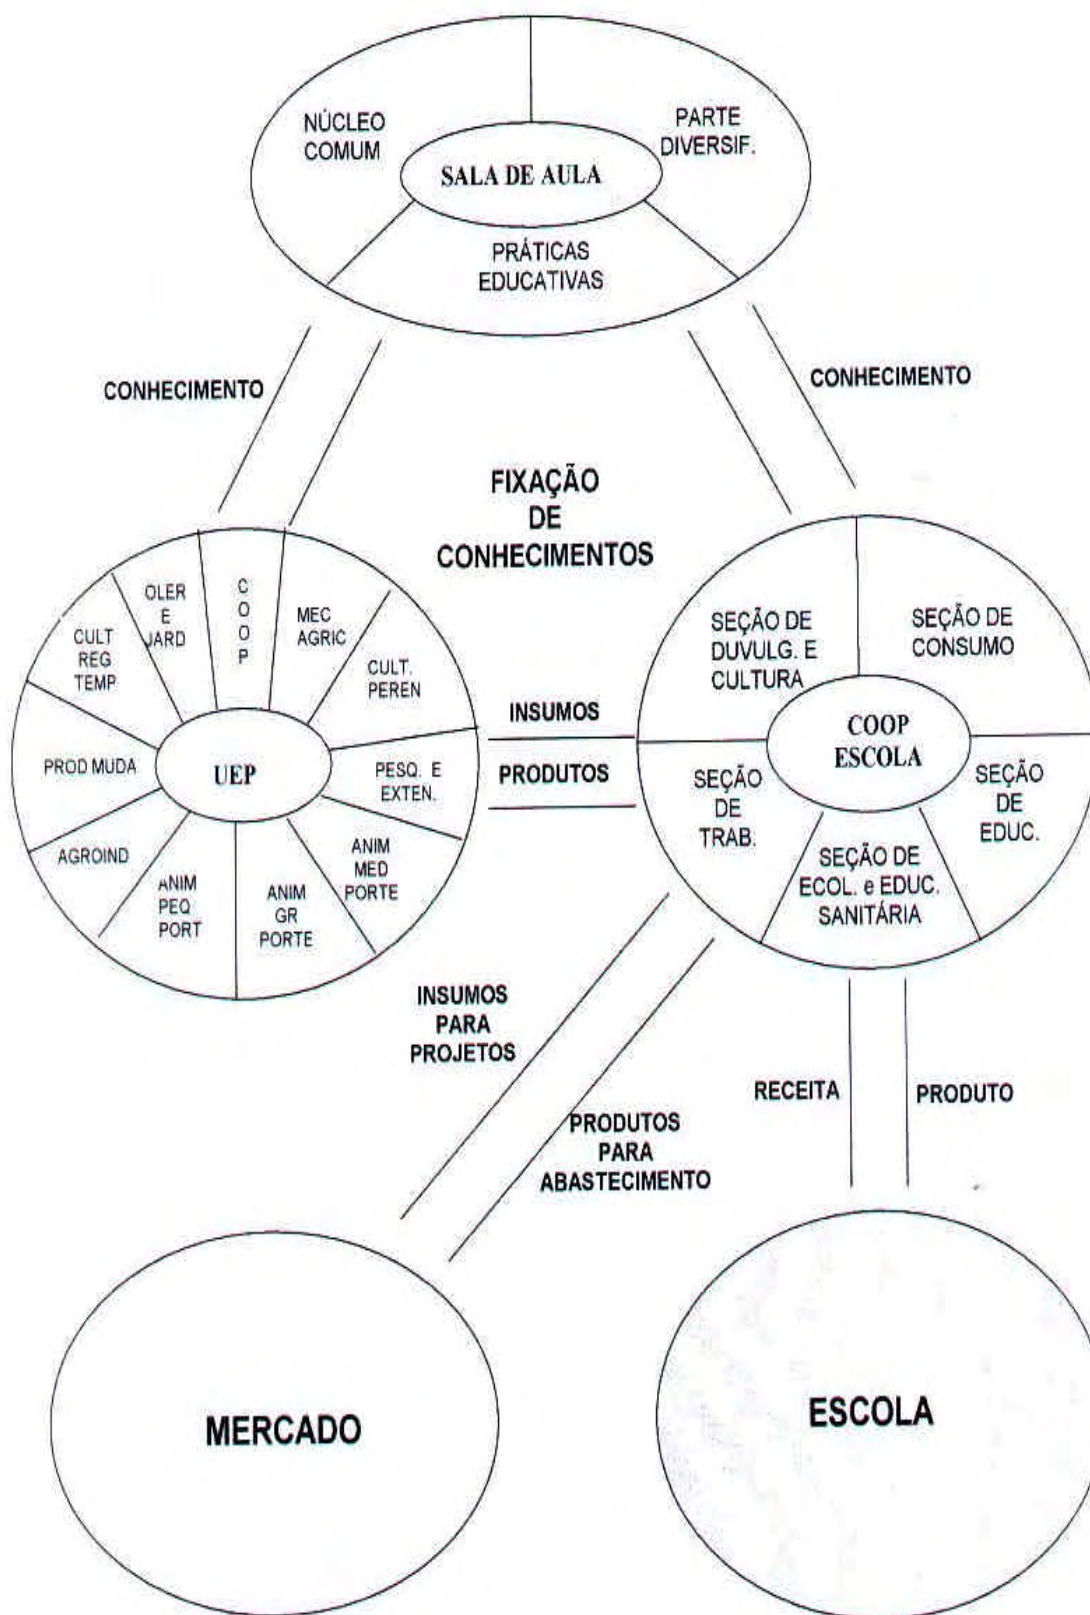 NÚCLEO
COMUM
PARTE
DIVERSIF.
SALA DE AULA
PRÁTICAS
EDUCATIVAS
CONHECIMENTO
CONHECIMENTO
FIXAÇÃO
DE
CONHECIMENTOS
CULT
REG
TEMP
OLER
E
JARD
C
O
O
P
MEC
AGRIC
CULT.
PEREN
PROD MUDA
UEP
PESQ. E
EXTEN.
AGROIND
ANIM
PEQ
PORT
ANIM
GR
PORTE
ANIM
MED
PORTE
INSUMOS
PRODUTOS
SEÇÃO DE
DUVULG. E
CULTURA
SEÇÃO DE
CONSUMO
COOP
ESCOLA
SEÇÃO
DE
TRAB.
SEÇÃO DE
ECOL. e EDUC.
SANITÁRIA
SEÇÃO
DE
EDUC.
INSUMOS
PARA
PROJETOS
PRODUTOS
PARA
ABASTECIMENTO
RECEITA
PRODUTO
MERCADO
ESCOLA